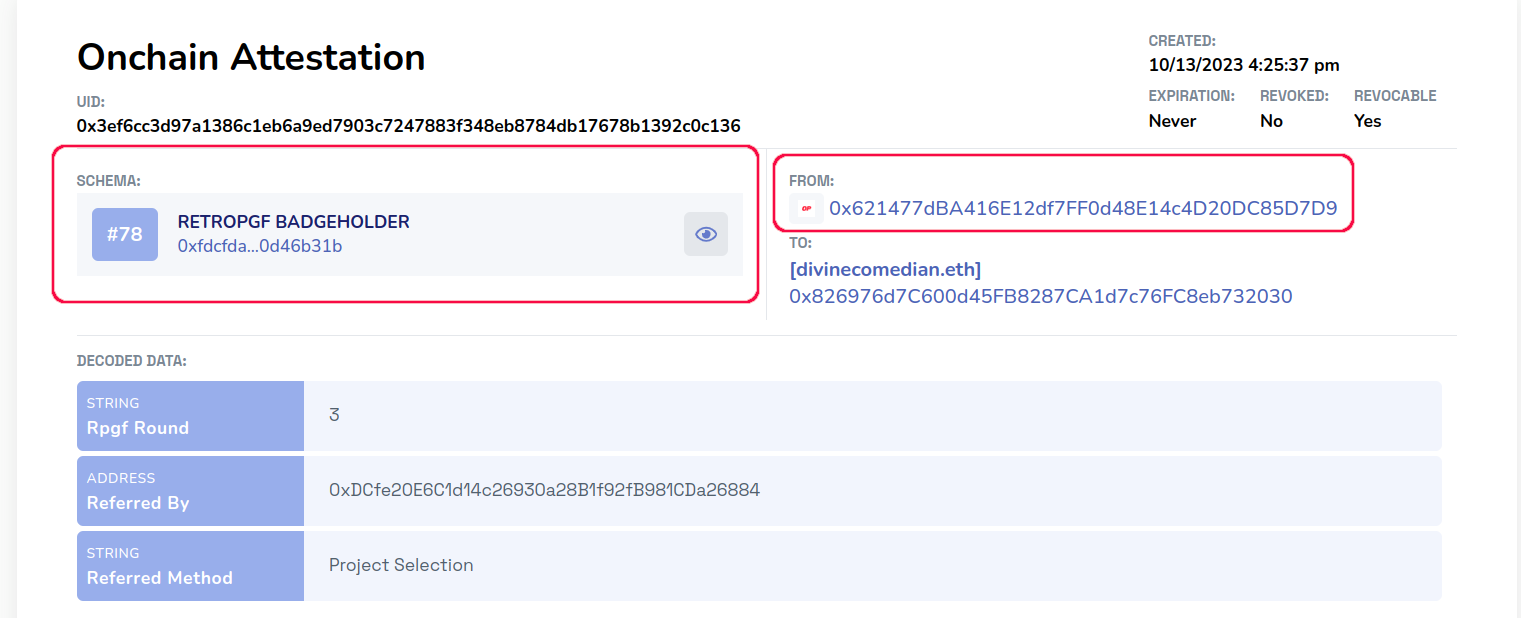 Onchain Attestation
UID:
0x3ef6cc3d97a1386c1eb6a9ed7903c7247883f348eb8784db17678b1392c0c136
CREATED:
10/13/2023 4:25:37 pm
EXPIRATION: REVOKED: REVOCABLE
Never No Yes
SCHEMA:
#78
RETROPGF BADGEHOLDER
0xfdcfda...0d46b31b
FROM:
OP 0x621477dBA416E12df7FF0d48E14c4D20DC85D7D9
TO:
[divinecomedian.eth]
0x826976d7C600d45FB8287CA1d7c76FC8eb732030
DECODED DATA:
STRING
Rpgf Round
3
ADDRESS
Referred By
0xDCfe20E6C1d14c26930a28B1f92fB981CDa26884
STRING
Referred Method
Project Selection